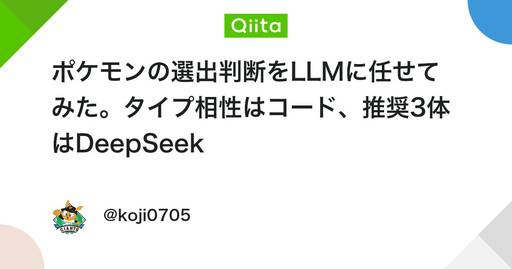 Qiita
ポケモンの選出判断をLLMに任せて
みた。タイプ相性はコード、推奨3体
はDeepSeek
@koji0705